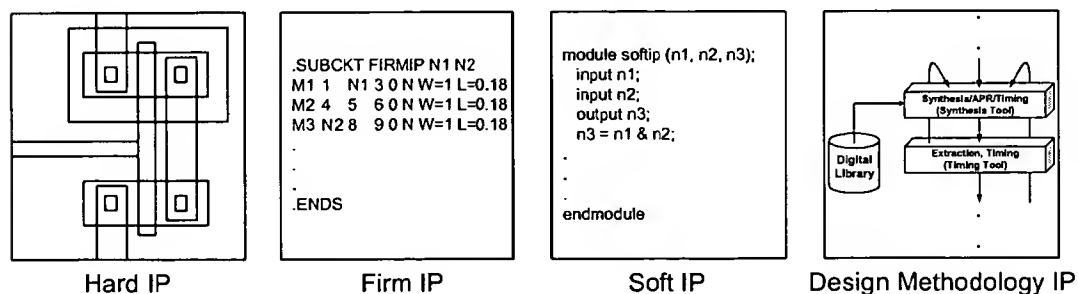 .SUBCKT FIRMIP N1 N2
M1 1 N1 3 0 N W=1 L=0.18
M2 4 5 6 0 N W=1 L=0.18
M3 N2 8 9 0 N W=1 L=0.18
.
.
.
.ENDS
module softip (n1, n2, n3);
input n1;
input n2;
output n3;
n3 = n1 & n2;
.
.
.
endmodule
Synthesis/APR/Timing
(Synthesis Tool)
Digital
Library
Extraction, Timing
(Timing Tool)
Hard IP
Firm IP
Soft IP
Design Methodology IP